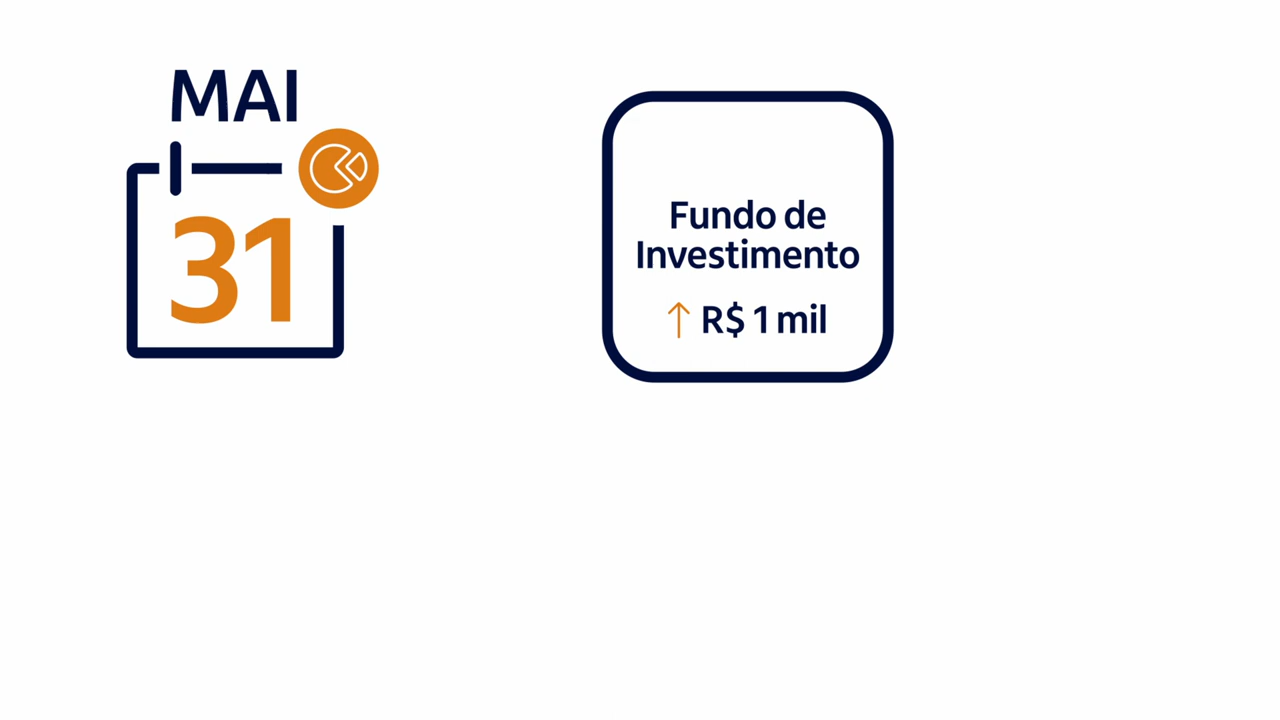 MAI
31
Fundo de
Investimento
↑ R$ 1 mil